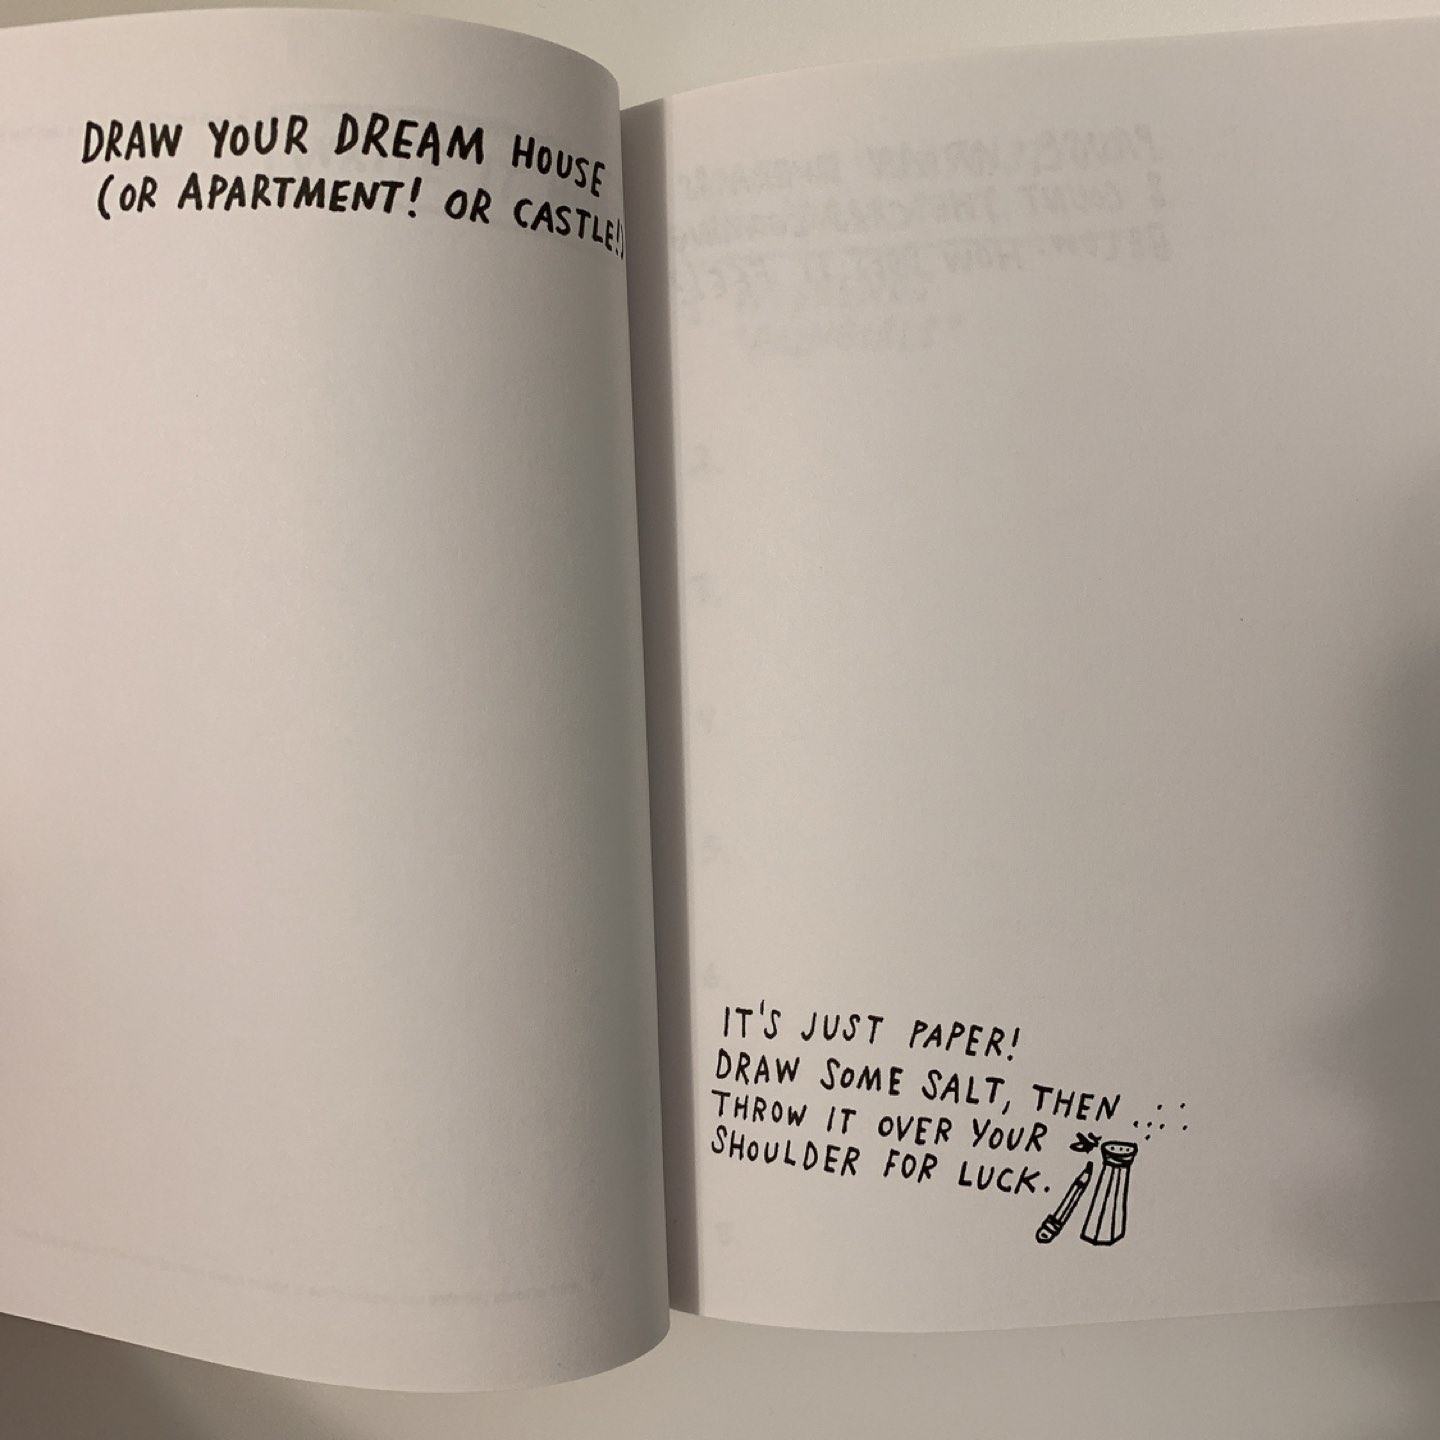 DRAW YOUR DREAM HOUSE
(OR APARTMENT! OR CASTLE!)
IT'S JUST PAPER!
DRAW SOME SALT, THEN
THROW IT OVER YOUR
SHOULDER FOR LUCK.